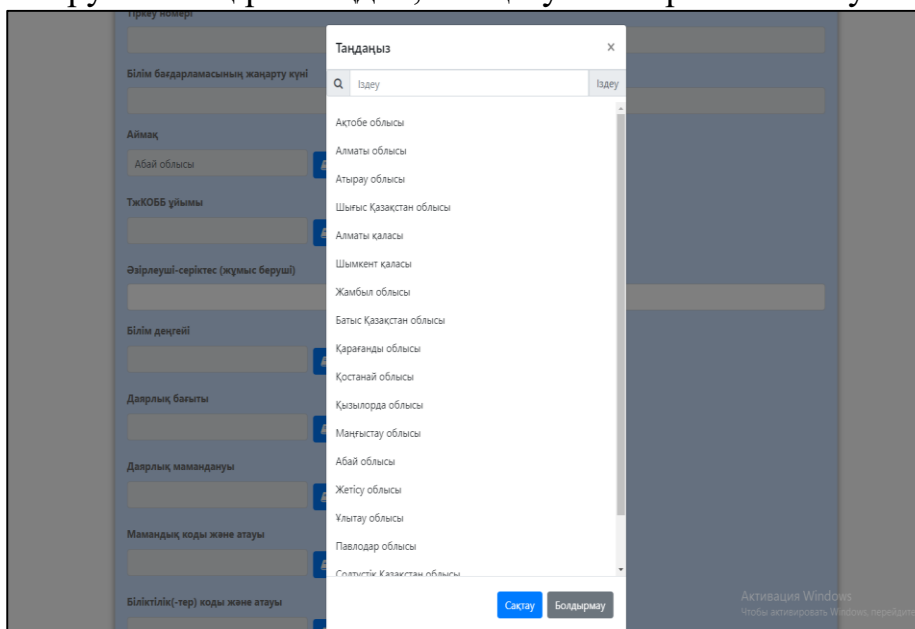 Тіркеу нөмірі
Таңдаңыз
×
Білім бағдарламасының жаңарту күні
Іздеу
Іздеу
Ақтөбе облысы
Аймақ
Алматы облысы
Абай облысы
Атырау облысы
ТжКОББ ұйымы
Шығыс Қазақстан облысы
Алматы қаласы
Шымкент қаласы
Әзірлеуші-серіктес (жұмыс беруші)
Жамбыл облысы
Батыс Қазақстан облысы
Білім деңгейі
Қарағанды облысы
Қостанай облысы
Даярлық бағыты
Қызылорда облысы
Маңғыстау облысы
Абай облысы
Даярлық мамандануы
Жетісу облысы
Ұлытау облысы
Мамандық коды және атауы
Павлодар облысы
Солтүстік Қазақстан облысы
Біліктілік(-тер) коды және атауы
Сақтау
Болдырмау
Активация Windows
Чтобы активировать Windows, перейдите